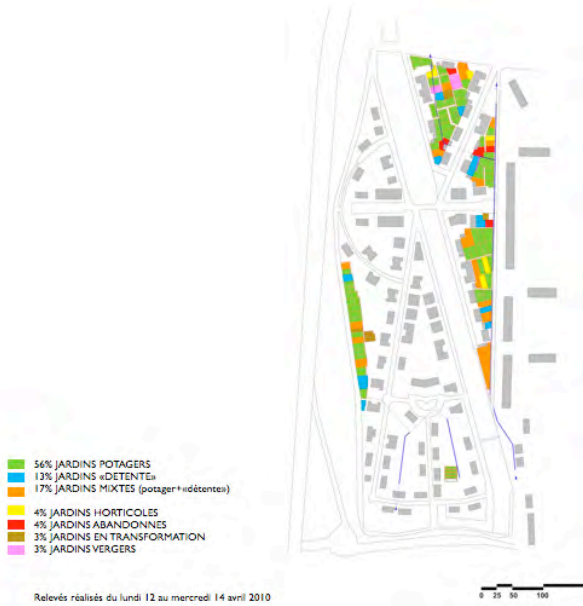 56% JARDINS POTAGERS
13% JARDINS «DETENTE»
17% JARDINS MIXTES (potager+«détente»)
4% JARDINS HORTICOLES
4% JARDINS ABANDONNES
3% JARDINS EN TRANSFORMATION
3% JARDINS VERGERS
Relevés réalisés du lundi 12 au mercredi 14 avril 2010
0 25 50 100